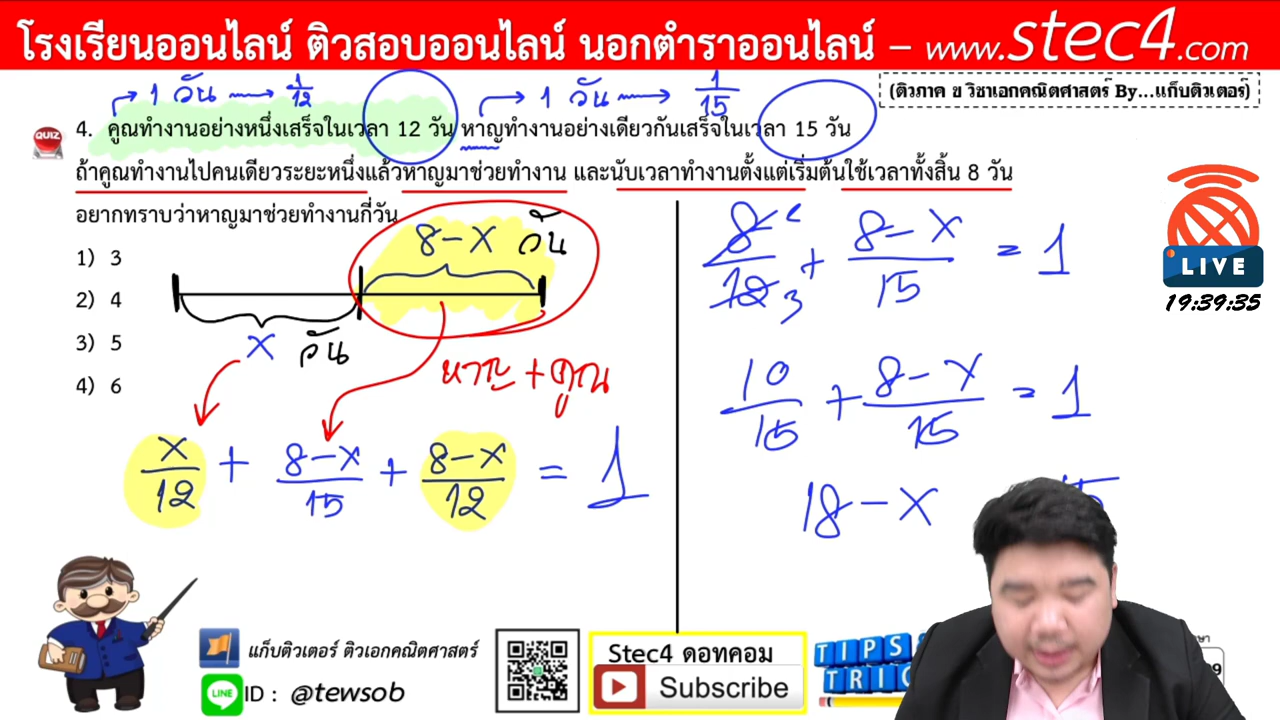 โรงเรียนออนไลน์ ติวสอบออนไลน์ นอกตำราออนไลน์ – www.stec4.com
(ติวภาค ข วิชาเอกคณิตศาสตร์ By...แก็บติวเตอร์)
1 วัน 1/12
1 วัน 1/15
QUIZ
4. คูณทำงานอย่างหนึ่งเสร็จในเวลา 12 วัน หาญทำงานอย่างเดียวกันเสร็จในเวลา 15 วัน
ถ้าคูณทำงานไปคนเดียวระยะหนึ่งแล้วหาญมาช่วยทำงาน และนับเวลาทำงานตั้งแต่เริ่มต้นใช้เวลาทั้งสิ้น 8 วัน
อยากทราบว่าหาญมาช่วยทำงานกี่วัน
1) 3
2) 4
3) 5
4) 6
8-x วัน
x วัน
หาญ + คูณ
x/12 + 8-x/15 + 8-x/12 = 1
8/12 + 8-x/15 = 1
3
10/15 + 8-x/15 = 1
18-x
LIVE
19:39:35
แก็บติวเตอร์ ติวเอกคณิตศาสตร์
LINE ID : @tewsob
Stec4 ดอทคอม
Subscribe
TIPS
TRIC